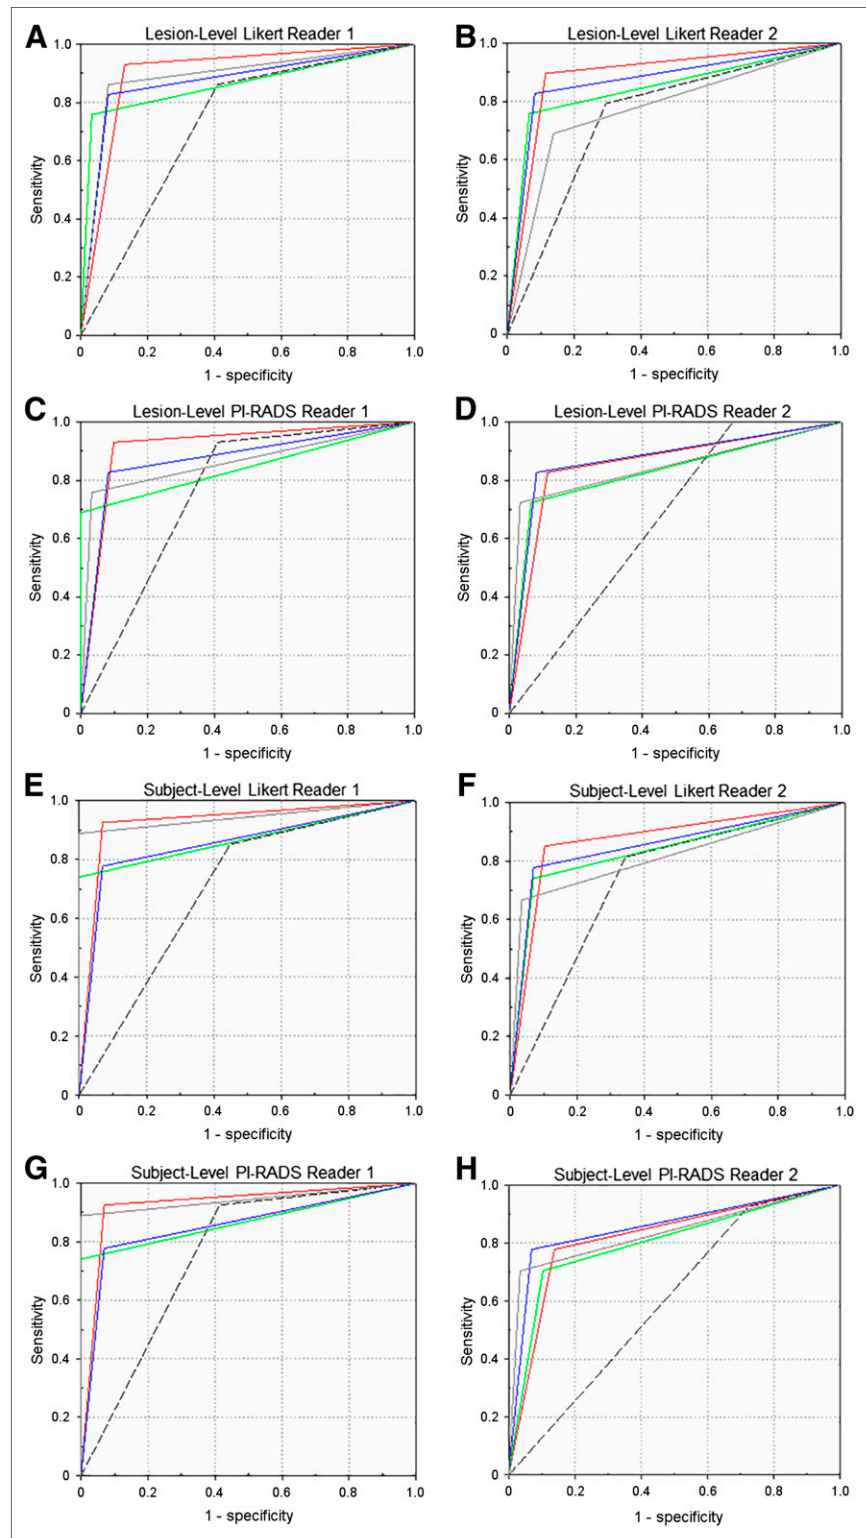 A
Lesion-Level Likert Reader 1
1.0
0.8
0.6
0.4
0.2
0
Sensitivity
0.2
0.4
0.6
0.8
1.0
1 - specificity
B
Lesion-Level Likert Reader 2
1.0
0.8
0.6
0.4
0.2
0
Sensitivity
0
0.2
0.4
0.6
0.8
1.0
1 - specificity
C
Lesion-Level PI-RADS Reader 1
1.0
0.8
0.6
0.4
0.2
0
Sensitivity
0
0.2
0.4
0.6
0.8
1.0
1 - specificity
D
Lesion-Level PI-RADS Reader 2
1.0
0.8
0.6
0.4
0.2
0
Sensitivity
0
0.2
0.4
0.6
0.8
1.0
1 - specificity
E
Subject-Level Likert Reader 1
1.0
0.8
0.6
0.4
0.2
0
Sensitivity
0
0.2
0.4
0.6
0.8
1.0
1 - specificity
F
Subject-Level Likert Reader 2
1.0
0.8
0.6
0.4
0.2
0
Sensitivity
0
0.2
0.4
0.6
0.8
1.0
1 - specificity
G
Subject-Level PI-RADS Reader 1
1.0
0.8
0.6
0.4
0.2
0
Sensitivity
0
0.2
0.4
0.6
0.8
1.0
1 - specificity
H
Subject-Level PI-RADS Reader 2
1.0
0.8
0.6
0.4
0.2
0
Sensitivity
0
0.2
0.4
0.6
0.8
1.0
1 - specificity